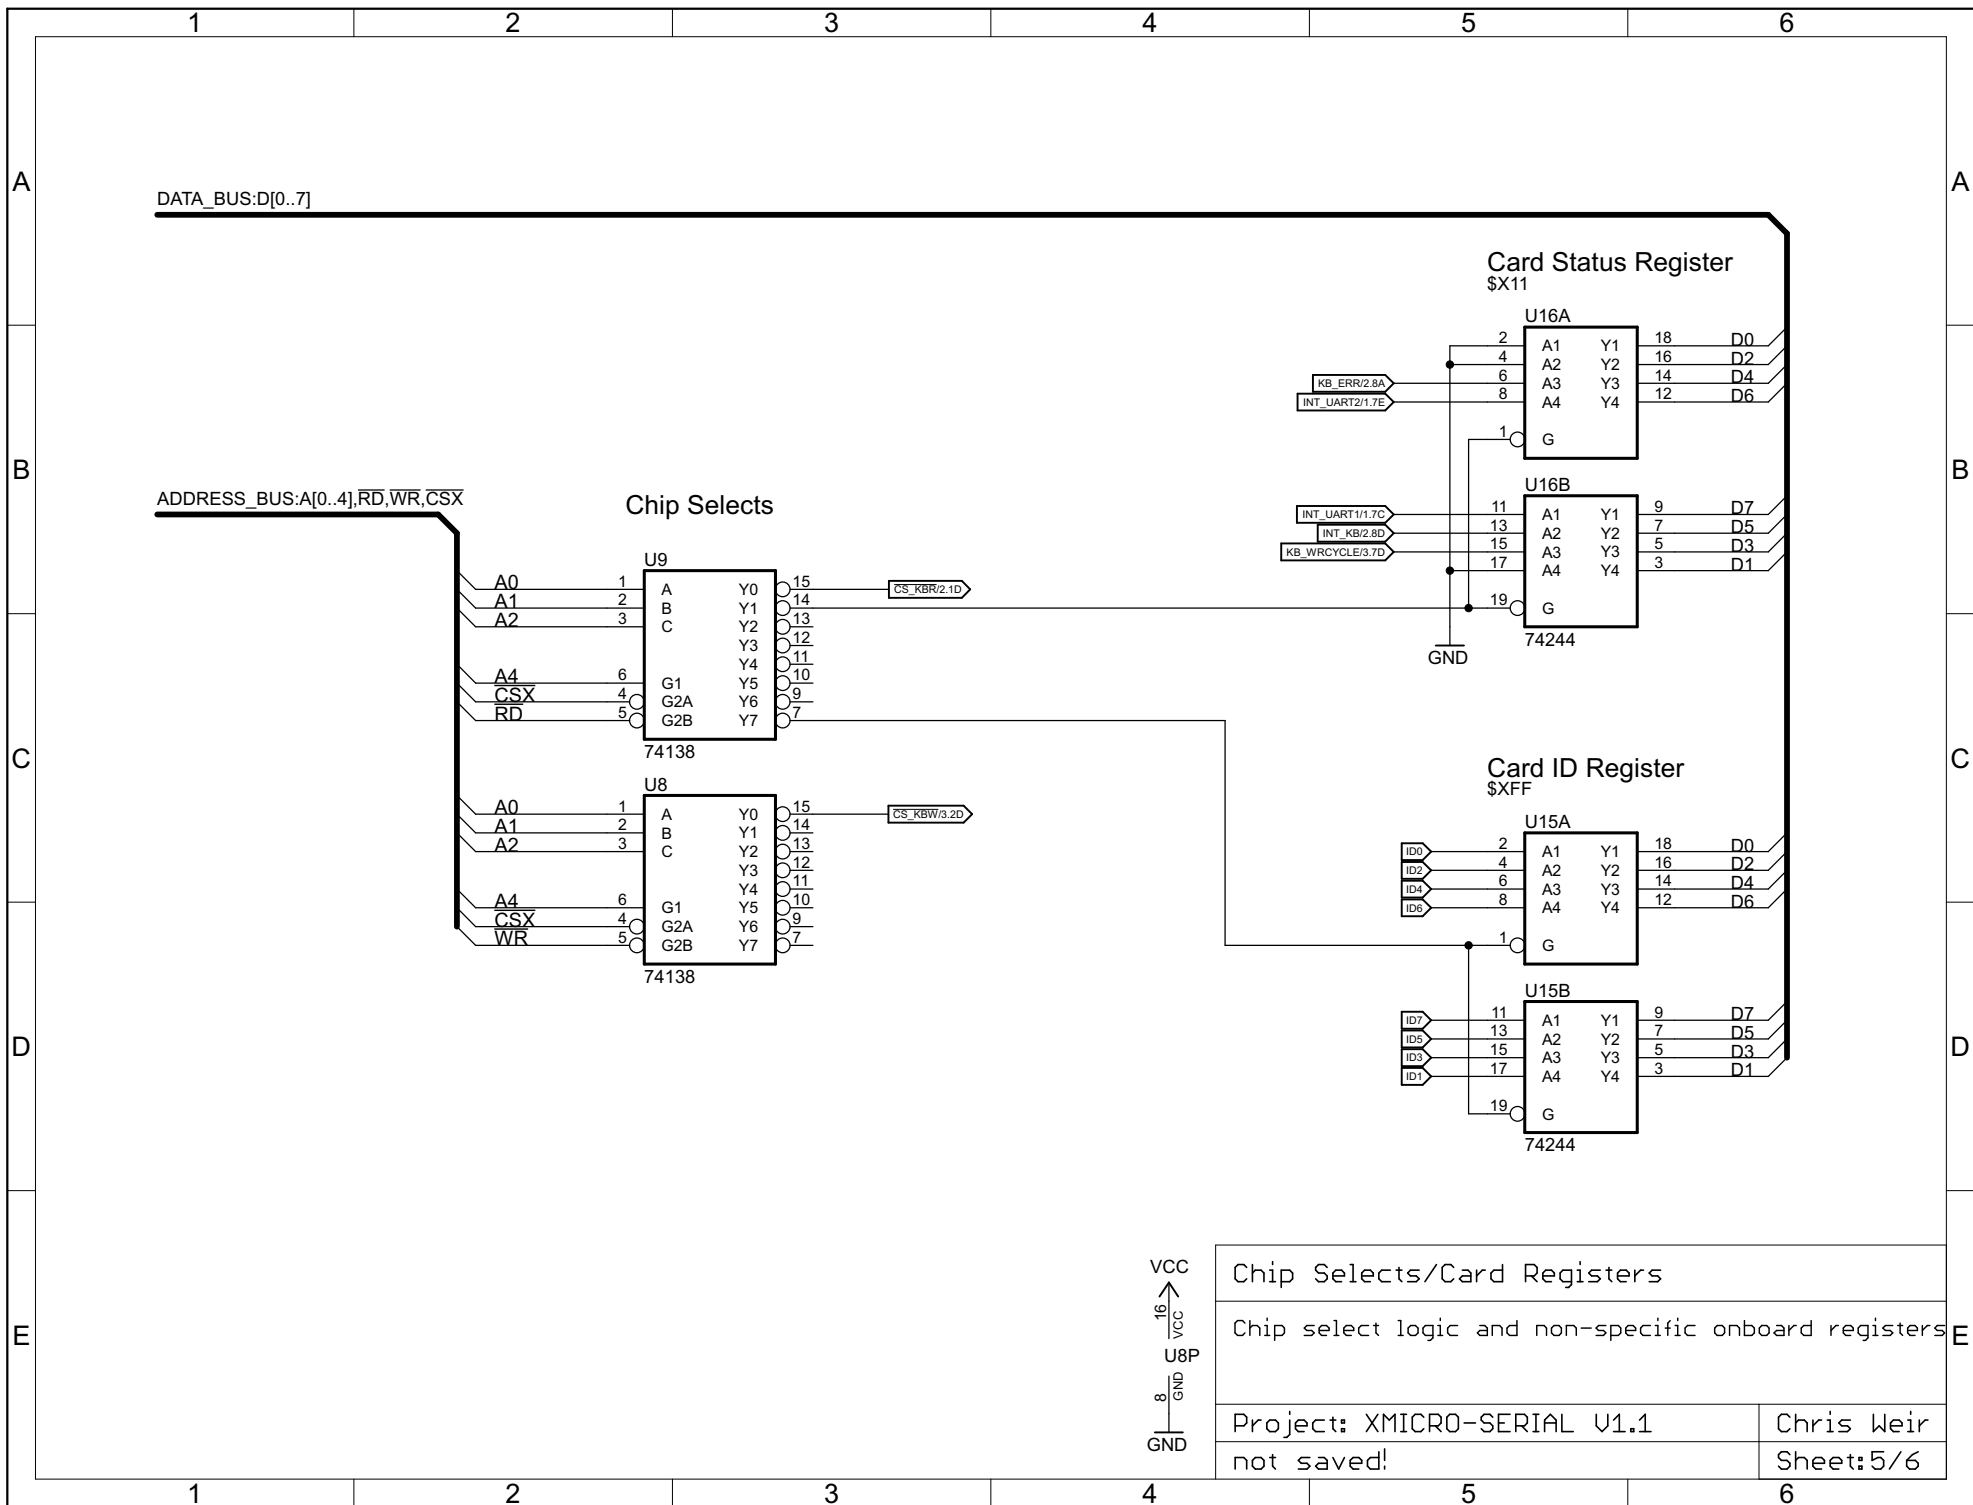 1 2 3 4 5 6
A A
DATA_BUS:D[0..7]
Card Status Register
$X11
U16A
2 A1 Y1 18 D0
4 A2 Y2 16 D2
KB_ERR/2.8A 6 A3 Y3 14 D4
INT_UART2/1.7E 8 A4 Y4 12 D6
1 G
B B
ADDRESS_BUS:A[0..4],RD,WR,CSX
Chip Selects
U16B
INT_UART1/1.7C 11 A1 Y1 9 D7
INT_KB/2.8D 13 A2 Y2 7 D5
KB_WRCYCLE/3.7D 15 A3 Y3 5 D3
17 A4 Y4 3 D1
19 G
74244
GND
U9
A0 1 A Y0 15 CS_KBR/2.1D
A1 2 B Y1 14
A2 3 C Y2 13
Y3 12
Y4 11
A4 6 G1 Y5 10
CSX 4 G2A Y6 9
RD 5 G2B Y7 7
74138
C C
U8
A0 1 A Y0 15 CS_KBW/3.2D
A1 2 B Y1 14
A2 3 C Y2 13
Y3 12
Y4 11
A4 6 G1 Y5 10
CSX 4 G2A Y6 9
WR 5 G2B Y7 7
74138
Card ID Register
$XFF
U15A
ID0 2 A1 Y1 18 D0
ID2 4 A2 Y2 16 D2
ID4 6 A3 Y3 14 D4
ID6 8 A4 Y4 12 D6
1 G
U15B
ID7 11 A1 Y1 9 D7
ID5 13 A2 Y2 7 D5
ID3 15 A3 Y3 5 D3
ID1 17 A4 Y4 3 D1
19 G
74244
D D
VCC
16 VCC
U8P
8 GND
GND
E E
Chip Selects/Card Registers
Chip select logic and non-specific onboard registers
Project: XMICRO-SERIAL V1.1
Chris Weir
not saved!
Sheet:5/6
1 2 3 4 5 6